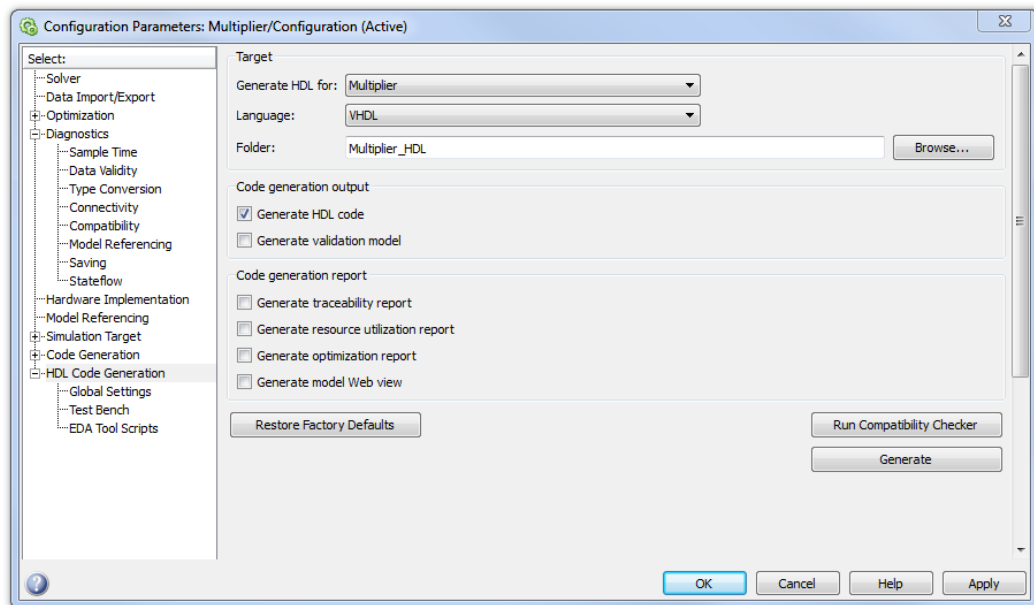 Configuration Parameters: Multiplier/Configuration (Active)
Select:
Solver
Data Import/Export
Optimization
Diagnostics
Sample Time
Data Validity
Type Conversion
Connectivity
Compatibility
Model Referencing
Saving
Stateflow
Hardware Implementation
Model Referencing
Simulation Target
Code Generation
HDL Code Generation
Global Settings
Test Bench
EDA Tool Scripts
Target
Generate HDL for: Multiplier
Language: VHDL
Folder: Multiplier_HDL Browse...
Code generation output
Generate HDL code
Generate validation model
Code generation report
Generate traceability report
Generate resource utilization report
Generate optimization report
Generate model Web view
Restore Factory Defaults Run Compatibility Checker
Generate
OK Cancel Help Apply